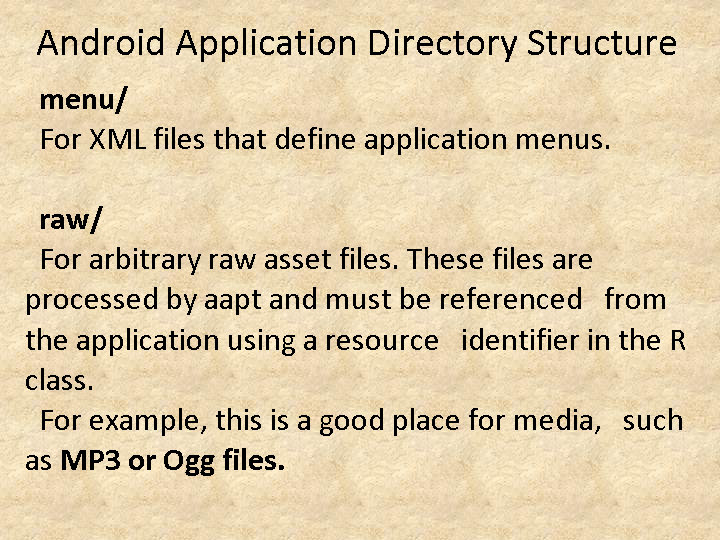 Android Application Directory Structure
menu/
For XML files that define application menus.
raw/
For arbitrary raw asset files. These files are
processed by aapt and must be referenced   from
the application using a resource   identifier in the R
class.
For example, this is a good place for media,   such
as MP3 or Ogg files.